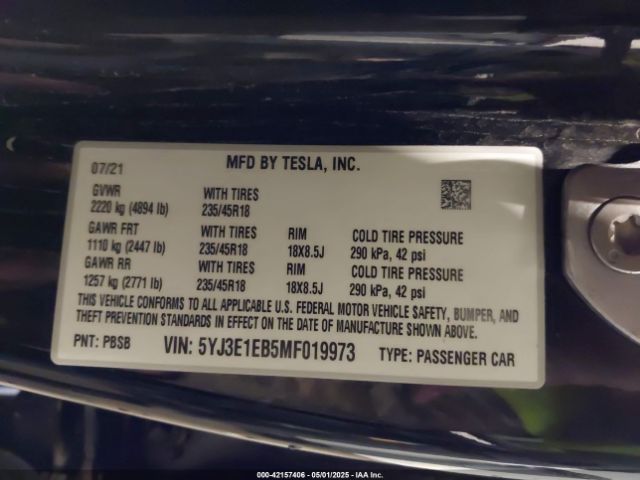 07/21 MFD BY TESLA, INC.
GVWR WITH TIRES
2220 kg (4894 lb) 235/45R18
GAWR FRT WITH TIRES RIM COLD TIRE PRESSURE
1110 kg (2447 lb) 235/45R18 18X8.5J 290 kPa, 42 psi
GAWR RR WITH TIRES RIM COLD TIRE PRESSURE
1257 kg (2771 lb) 235/45R18 18X8.5J 290 kPa, 42 psi
THIS VEHICLE CONFORMS TO ALL APPLICABLE U.S. FEDERAL MOTOR VEHICLE SAFETY, BUMPER, AND
THEFT PREVENTION STANDARDS IN EFFECT ON THE DATE OF MANUFACTURE SHOWN ABOVE.
PNT: PBSB VIN: 5YJ3E1EB5MF019973 TYPE: PASSENGER CAR
000-42157406 - 05/01/2025 - IAA Inc.